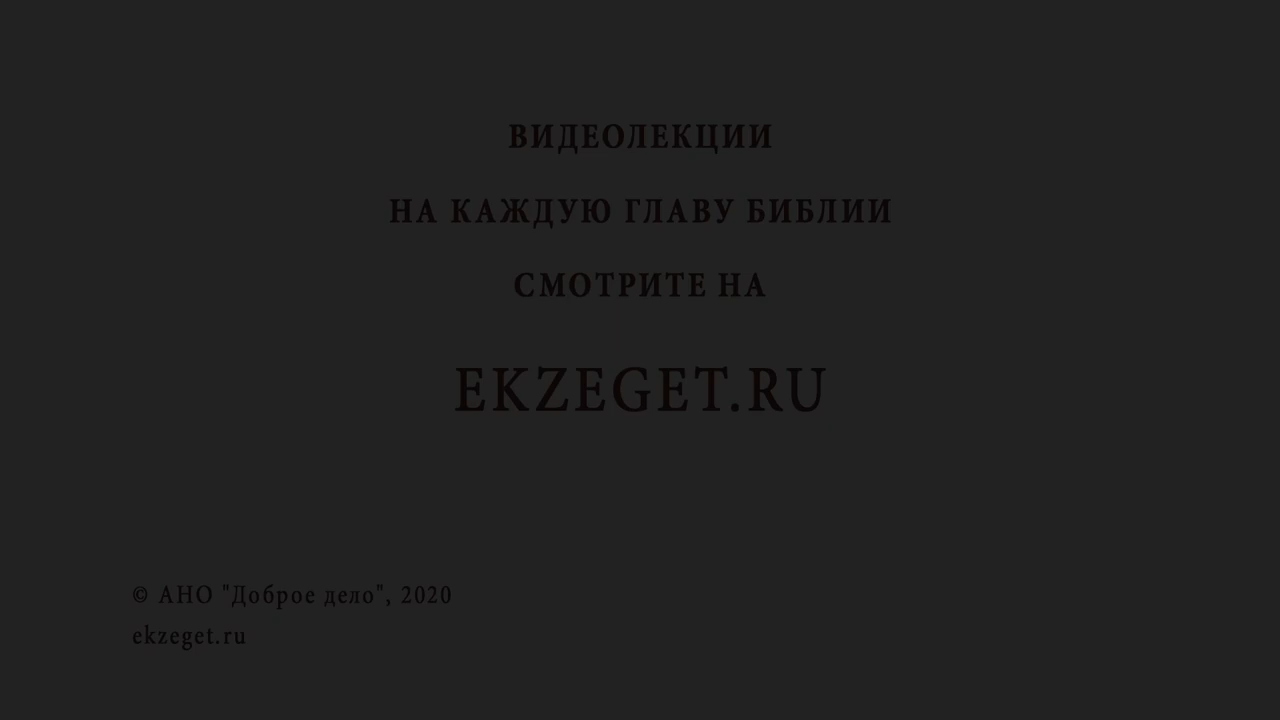 ВИДЕОЛЕКЦИИ
НА КАЖДУЮ ГЛАВУ БИБЛИИ
СМОТРИТЕ НА
EKZEGET.RU
© АНО "Доброе дело", 2020
ekzeget.ru